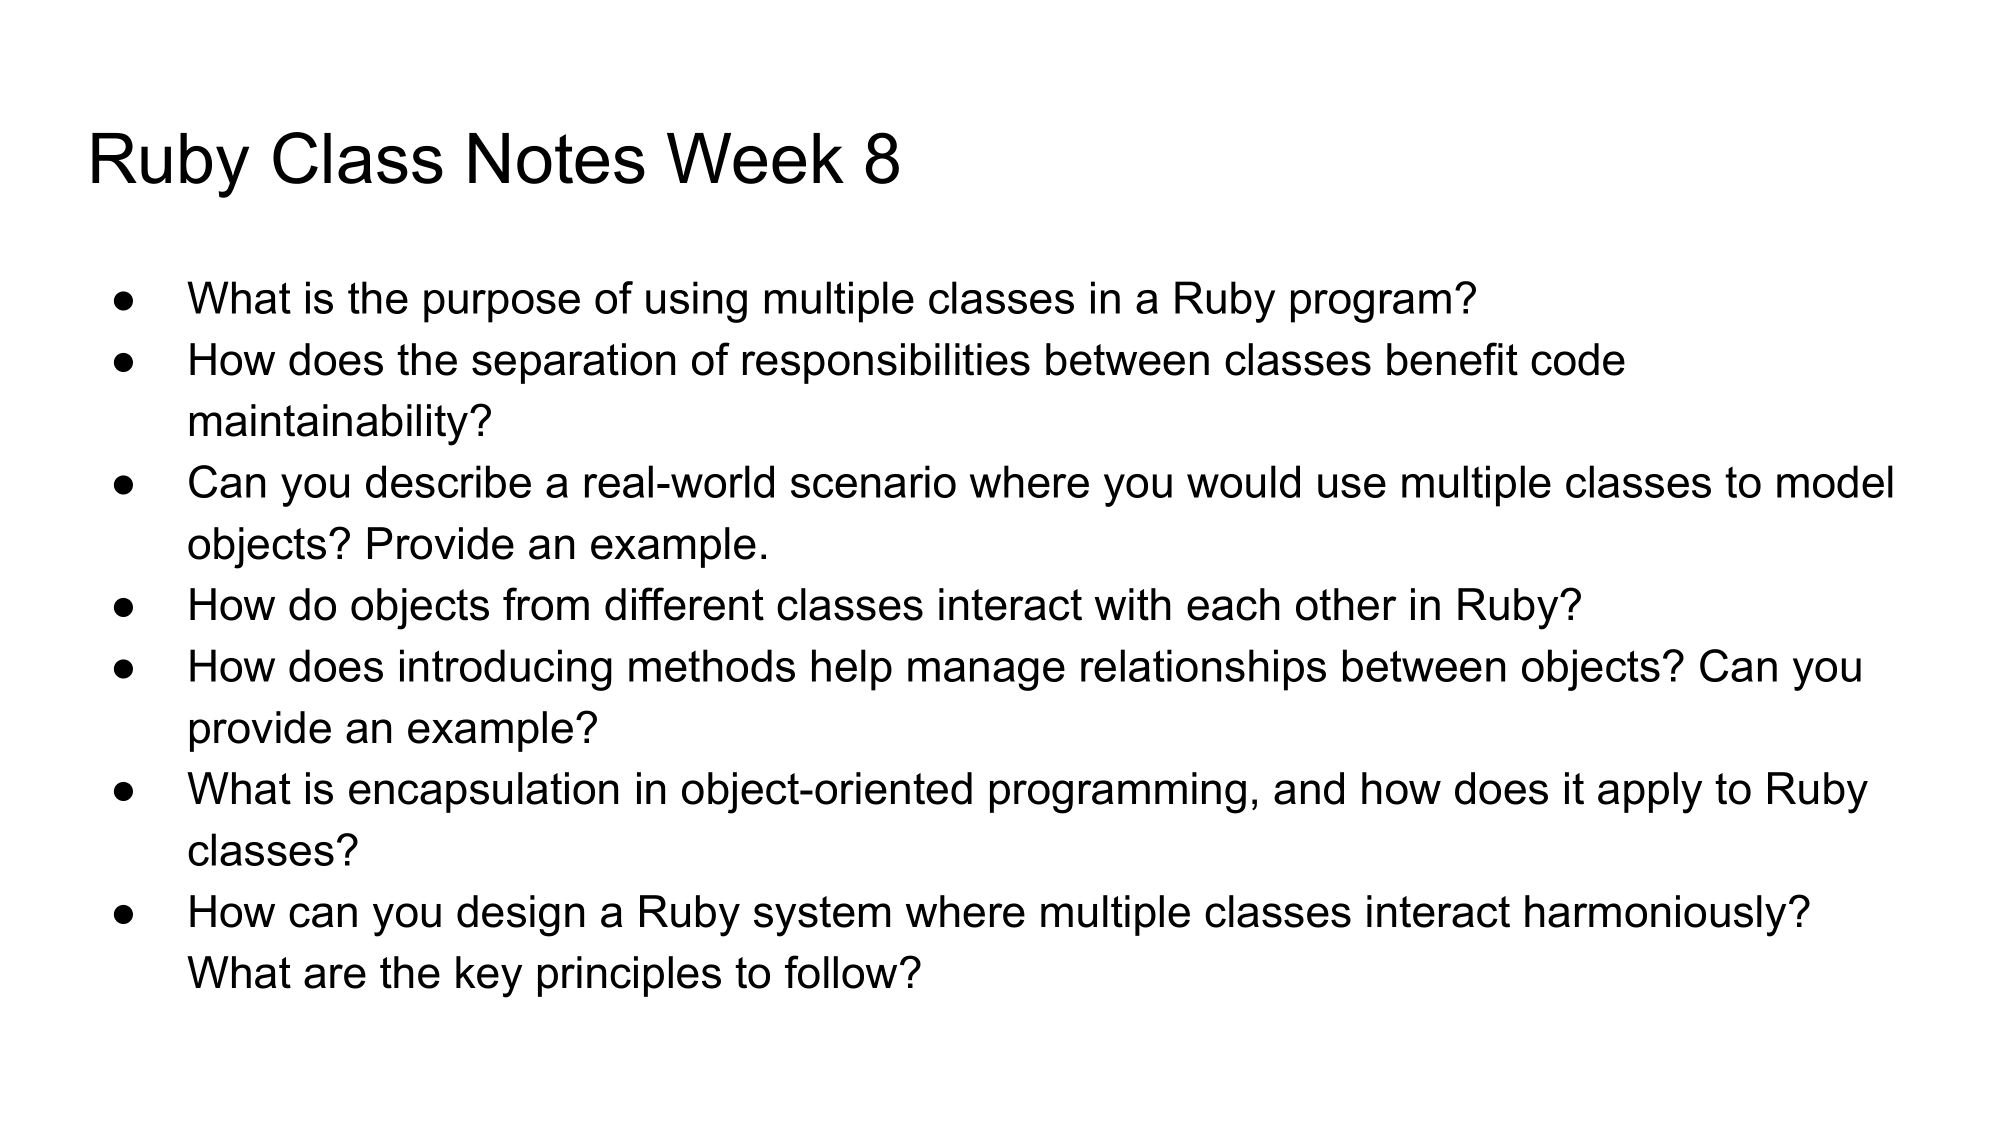 Ruby Class Notes Week 8
● What is the purpose of using multiple classes in a Ruby program?
● How does the separation of responsibilities between classes benefit code
maintainability?
● Can you describe a real-world scenario where you would use multiple classes to model
objects? Provide an example.
● How do objects from different classes interact with each other in Ruby?
● How does introducing methods help manage relationships between objects? Can you
provide an example?
● What is encapsulation in object-oriented programming, and how does it apply to Ruby
classes?
● How can you design a Ruby system where multiple classes interact harmoniously?
What are the key principles to follow?